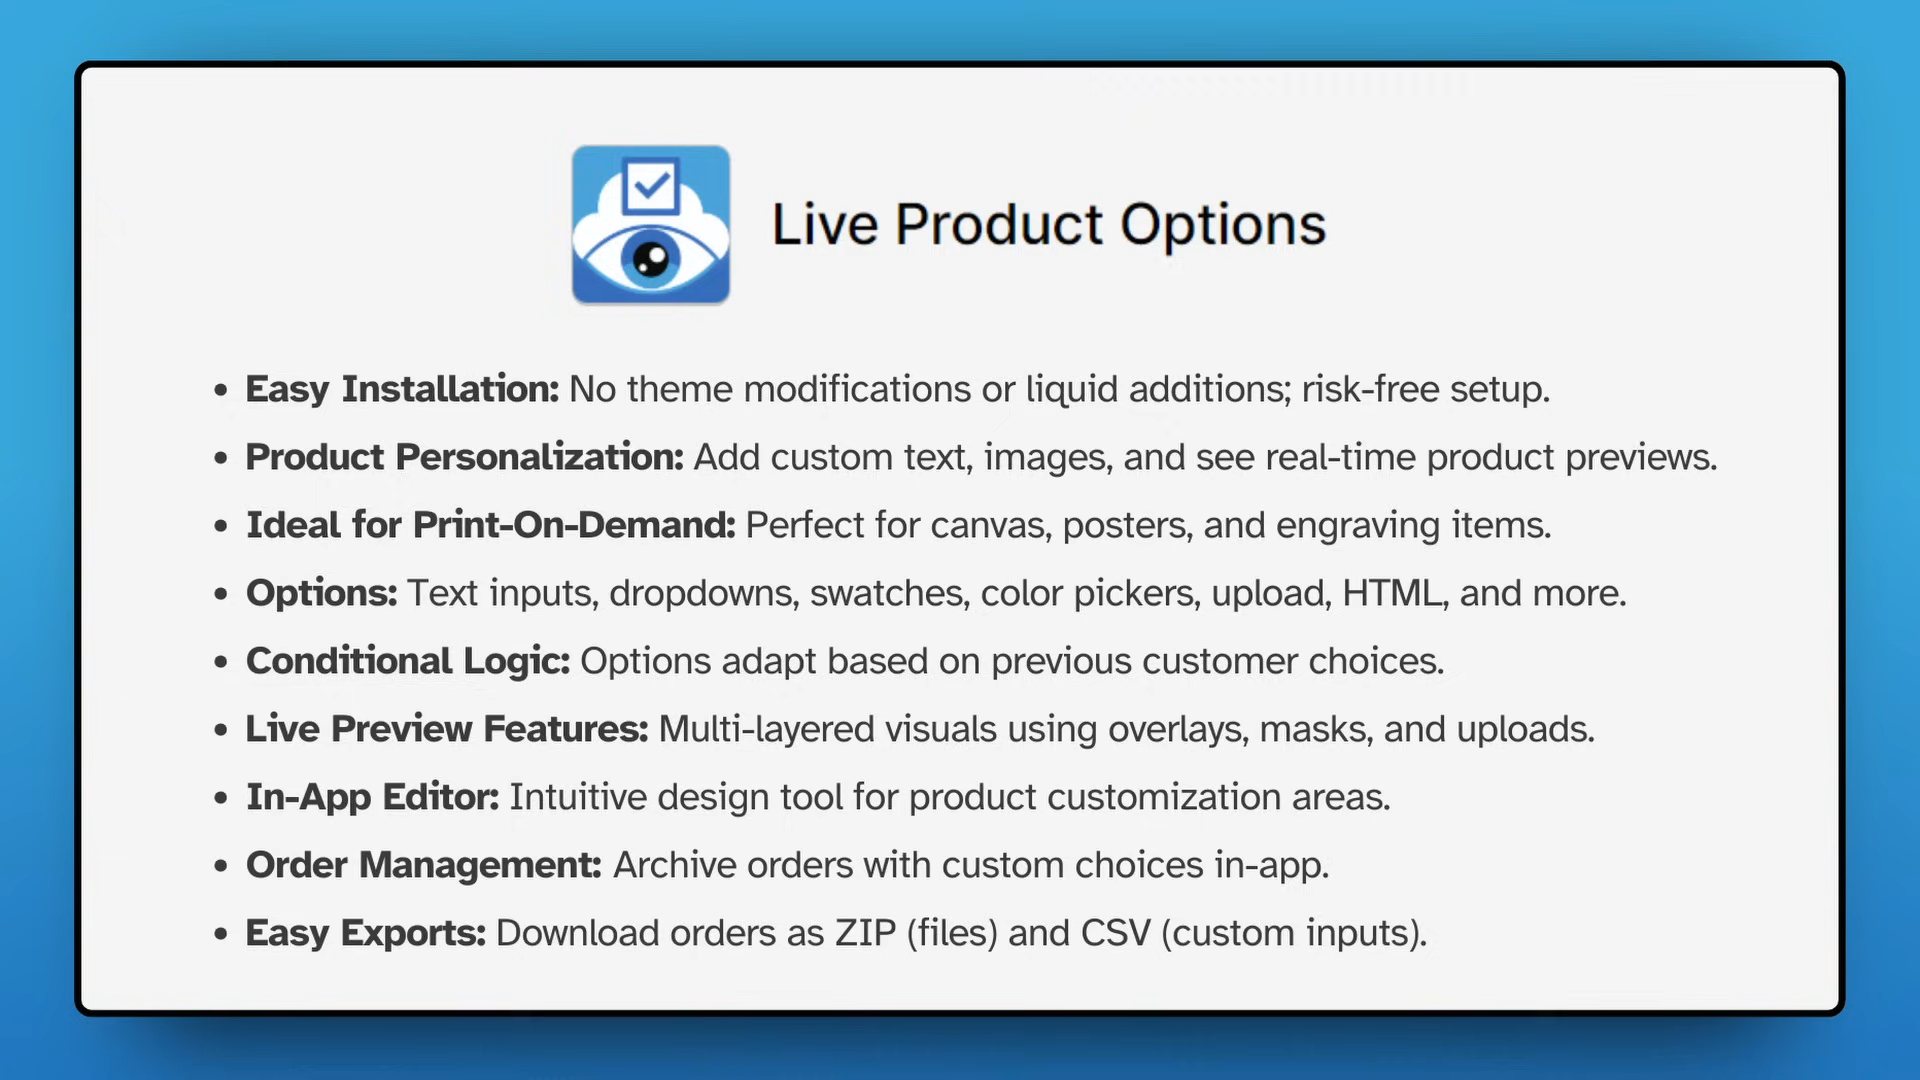 Live Product Options
• Easy Installation: No theme modifications or liquid additions; risk-free setup.
• Product Personalization: Add custom text, images, and see real-time product previews.
• Ideal for Print-On-Demand: Perfect for canvas, posters, and engraving items.
• Options: Text inputs, dropdowns, swatches, color pickers, upload, HTML, and more.
• Conditional Logic: Options adapt based on previous customer choices.
• Live Preview Features: Multi-layered visuals using overlays, masks, and uploads.
• In-App Editor: Intuitive design tool for product customization areas.
• Order Management: Archive orders with custom choices in-app.
• Easy Exports: Download orders as ZIP (files) and CSV (custom inputs).